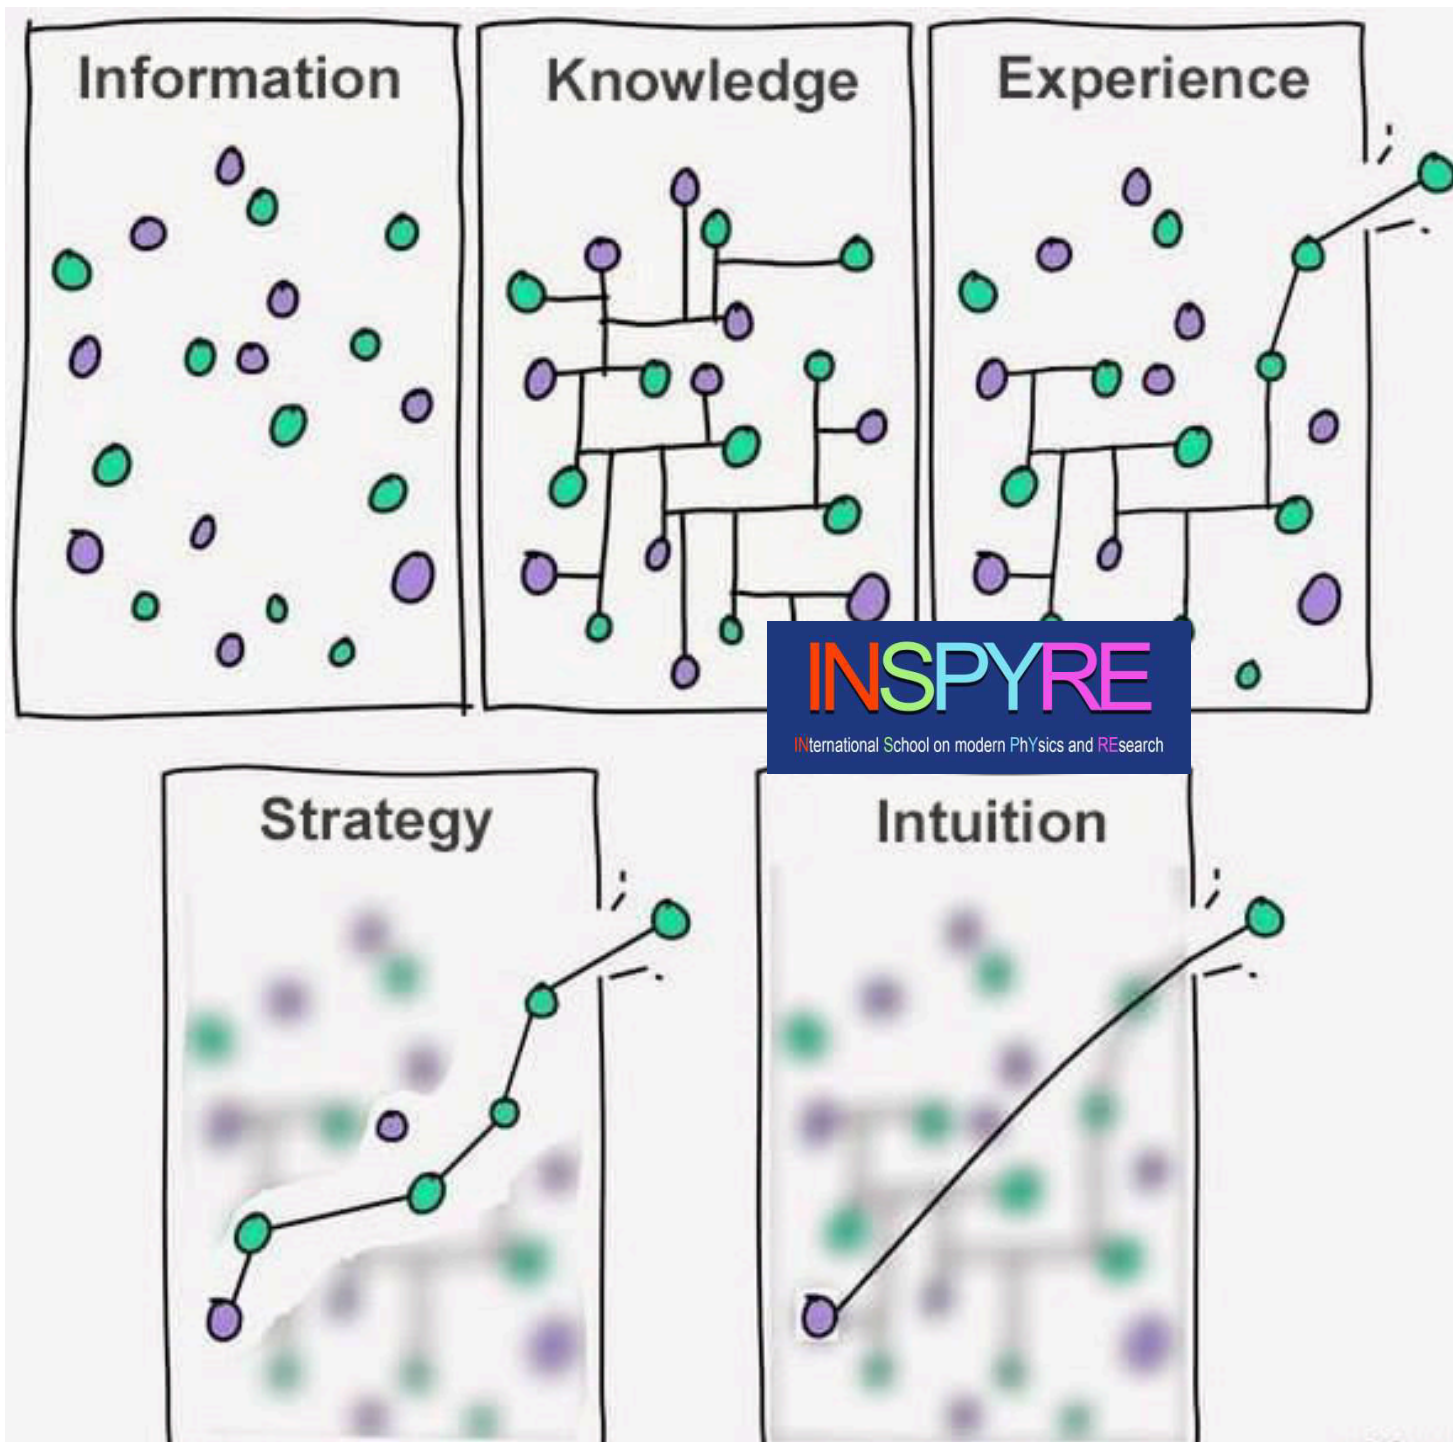 Information
Knowledge
Experience
INSPYRE
INternational School on modern PhYsics and REsearch
Strategy
Intuition